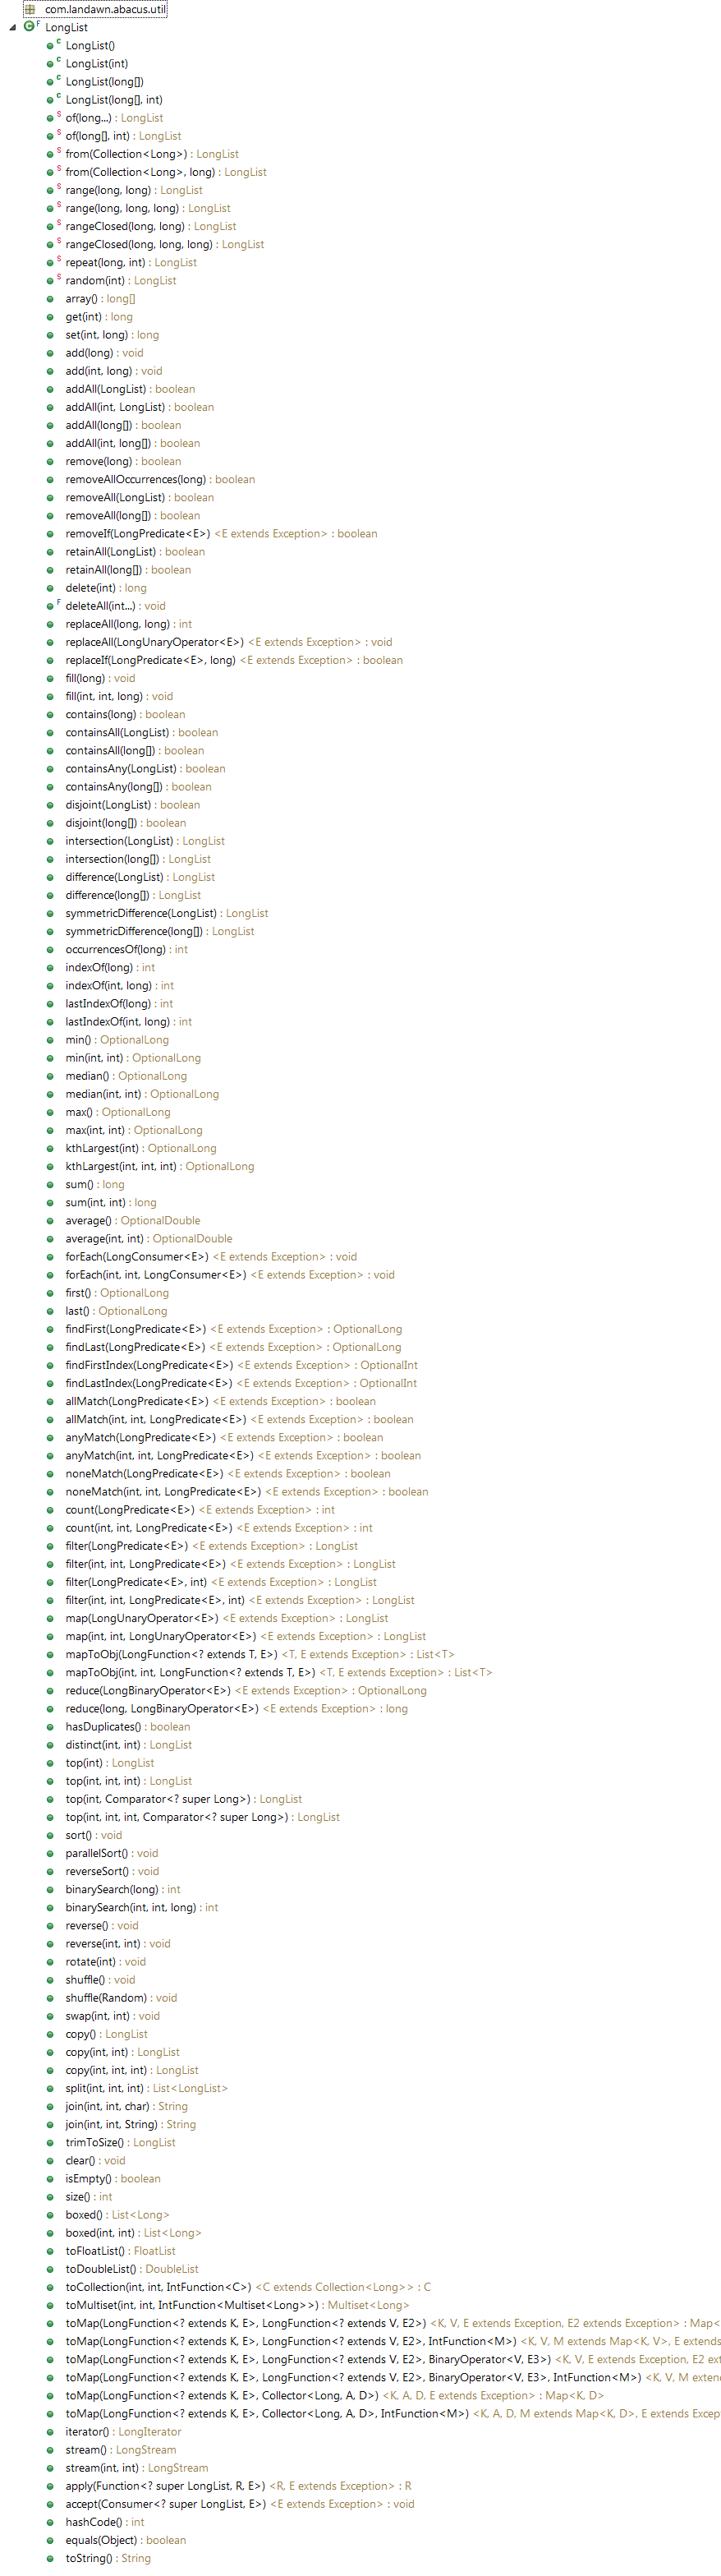 com.landawn.abacus.util
LongList
LongList()
LongList(int)
LongList(long[])
LongList(long[], int)
of(long...) : LongList
of(long[], int) : LongList
from(Collection<Long>) : LongList
from(Collection<Long>, long) : LongList
range(long, long) : LongList
range(long, long, long) : LongList
rangeClosed(long, long) : LongList
rangeClosed(long, long, long) : LongList
repeat(long, int) : LongList
random(int) : LongList
array() : long[]
get(int) : long
set(int, long) : long
add(long) : void
add(int, long) : void
addAll(LongList) : boolean
addAll(int, LongList) : boolean
addAll(long[]) : boolean
addAll(int, long[]) : boolean
remove(long) : boolean
removeAllOccurrences(long) : boolean
removeAll(LongList) : boolean
removeAll(long[]) : boolean
removeIf(LongPredicate<E>) <E extends Exception> : boolean
retainAll(LongList) : boolean
retainAll(long[]) : boolean
delete(int) : long
deleteAll(int...) : void
replaceAll(long, long) : int
replaceAll(LongUnaryOperator<E>) <E extends Exception> : void
replaceIf(LongPredicate<E>, long) <E extends Exception> : boolean
fill(long) : void
fill(int, int, long) : void
contains(long) : boolean
containsAll(LongList) : boolean
containsAll(long[]) : boolean
containsAny(LongList) : boolean
containsAny(long[]) : boolean
disjoint(LongList) : boolean
disjoint(long[]) : boolean
intersection(LongList) : LongList
intersection(long[]) : LongList
difference(LongList) : LongList
difference(long[]) : LongList
symmetricDifference(LongList) : LongList
symmetricDifference(long[]) : LongList
occurrencesOf(long) : int
indexOf(long) : int
indexOf(int, long) : int
lastIndexOf(long) : int
lastIndexOf(int, long) : int
min() : OptionalLong
min(int, int) : OptionalLong
median() : OptionalLong
median(int, int) : OptionalLong
max() : OptionalLong
max(int, int) : OptionalLong
kthLargest(int) : OptionalLong
kthLargest(int, int, int) : OptionalLong
sum() : long
sum(int, int) : long
average() : OptionalDouble
average(int, int) : OptionalDouble
forEach(LongConsumer<E>) <E extends Exception> : void
forEach(int, int, LongConsumer<E>) <E extends Exception> : void
first() : OptionalLong
last() : OptionalLong
findFirst(LongPredicate<E>) <E extends Exception> : OptionalLong
findLast(LongPredicate<E>) <E extends Exception> : OptionalLong
findFirstIndex(LongPredicate<E>) <E extends Exception> : OptionalInt
findLastIndex(LongPredicate<E>) <E extends Exception> : OptionalInt
allMatch(LongPredicate<E>) <E extends Exception> : boolean
allMatch(int, int, LongPredicate<E>) <E extends Exception> : boolean
anyMatch(LongPredicate<E>) <E extends Exception> : boolean
anyMatch(int, int, LongPredicate<E>) <E extends Exception> : boolean
noneMatch(LongPredicate<E>) <E extends Exception> : boolean
noneMatch(int, int, LongPredicate<E>) <E extends Exception> : boolean
count(LongPredicate<E>) <E extends Exception> : int
count(int, int, LongPredicate<E>) <E extends Exception> : int
filter(LongPredicate<E>) <E extends Exception> : LongList
filter(int, int, LongPredicate<E>) <E extends Exception> : LongList
filter(LongPredicate<E>, int) <E extends Exception> : LongList
filter(int, int, LongPredicate<E>, int) <E extends Exception> : LongList
map(LongUnaryOperator<E>) <E extends Exception> : LongList
map(int, int, LongUnaryOperator<E>) <E extends Exception> : LongList
mapToObj(LongFunction<? extends T, E>) <T, E extends Exception> : List<T>
mapToObj(int, int, LongFunction<? extends T, E>) <T, E extends Exception> : List<T>
reduce(LongBinaryOperator<E>) <E extends Exception> : OptionalLong
reduce(long, LongBinaryOperator<E>) <E extends Exception> : long
hasDuplicates() : boolean
distinct(int, int) : LongList
top(int) : LongList
top(int, int, int) : LongList
top(int, Comparator<? super Long>) : LongList
top(int, int, int, Comparator<? super Long>) : LongList
sort() : void
parallelSort() : void
reverseSort() : void
binarySearch(long) : int
binarySearch(int, int, long) : int
reverse() : void
reverse(int, int) : void
rotate(int) : void
shuffle() : void
shuffle(Random) : void
swap(int, int) : void
copy() : LongList
copy(int, int) : LongList
copy(int, int, int) : LongList
split(int, int, int) : List<LongList>
join(int, int, char) : String
join(int, int, String) : String
trimToSize() : LongList
clear() : void
isEmpty() : boolean
size() : int
boxed() : List<Long>
boxed(int, int) : List<Long>
toFloatList() : FloatList
toDoubleList() : DoubleList
toCollection(int, int, IntFunction<C>) <C extends Collection<Long>> : C
toMultiset(int, int, IntFunction<Multiset<Long>>) : Multiset<Long>
toMap(LongFunction<? extends K, E>, LongFunction<? extends V, E2>) <K, V, E extends Exception, E2 extends Exception> : Map<
toMap(LongFunction<? extends K, E>, LongFunction<? extends V, E2>, IntFunction<M>) <K, V, M extends Map<K, V>, E extends
toMap(LongFunction<? extends K, E>, LongFunction<? extends V, E2>, BinaryOperator<V, E3>) <K, V, E extends Exception, E2 ext
toMap(LongFunction<? extends K, E>, LongFunction<? extends V, E2>, BinaryOperator<V, E3>, IntFunction<M>) <K, V, M exten
toMap(LongFunction<? extends K, E>, Collector<Long, A, D>) <K, A, D, E extends Exception> : Map<K, D>
toMap(LongFunction<? extends K, E>, Collector<Long, A, D>, IntFunction<M>) <K, A, D, M extends Map<K, D>, E extends Excep
iterator() : LongIterator
stream() : LongStream
stream(int, int) : LongStream
apply(Function<? super LongList, R, E>) <R, E extends Exception> : R
accept(Consumer<? super LongList, E>) <E extends Exception> : void
hashCode() : int
equals(Object) : boolean
toString() : String